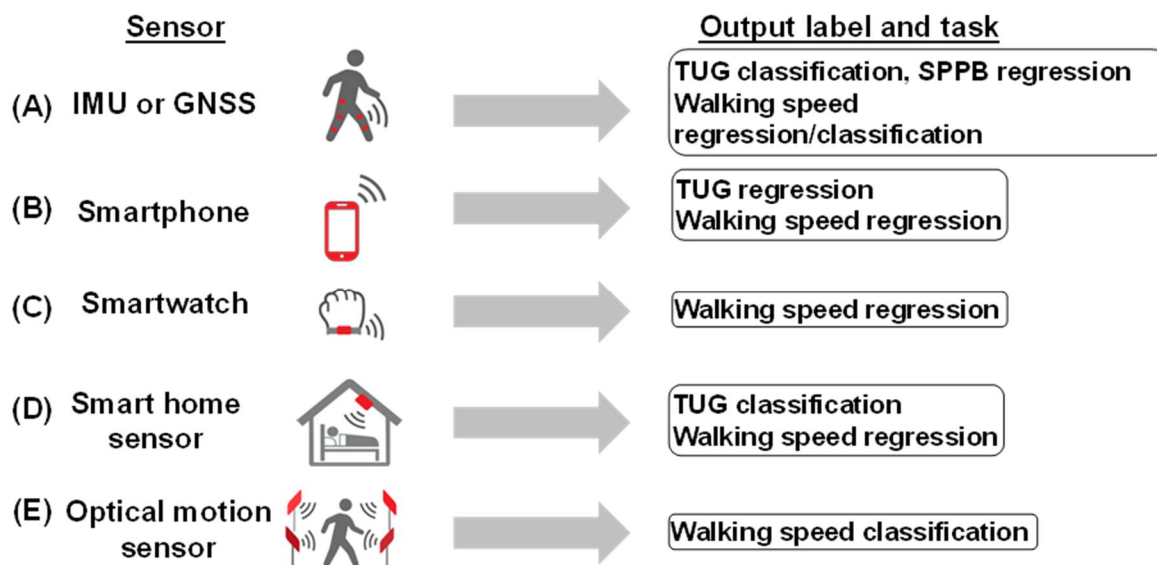 Sensor
Output label and task
(A) IMU or GNSS
TUG classification, SPPB regression
Walking speed
regression/classification
(B) Smartphone
TUG regression
Walking speed regression
(C) Smartwatch
Walking speed regression
(D) Smart home
sensor
TUG classification
Walking speed regression
(E) Optical motion
sensor
Walking speed classification